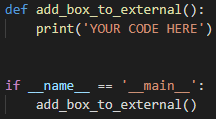 def add_box_to_external():
    print('YOUR CODE HERE')
if __name__ == '__main__':
    add_box_to_external()